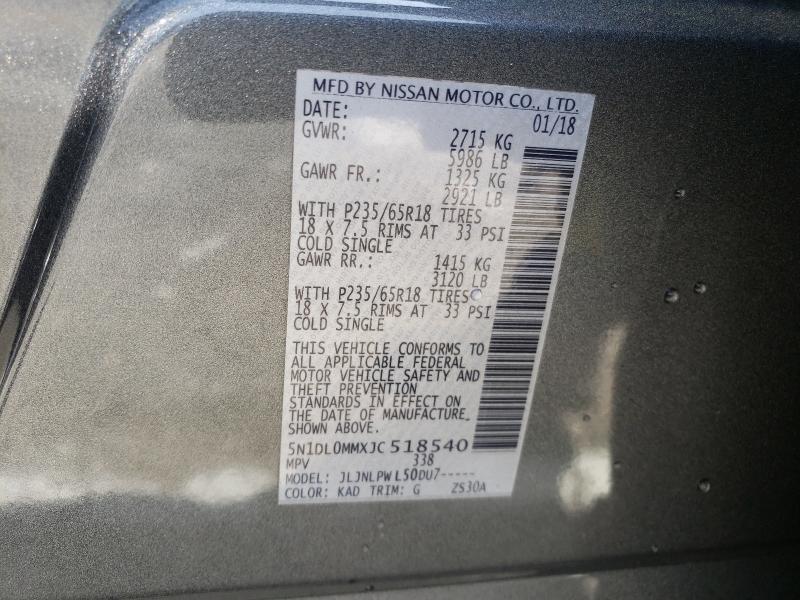 MFD BY NISSAN MOTOR CO., LTD.
DATE: 01/18
GVWR: 2715 KG
5986 LB
GAWR FR.: 1325 KG
2921 LB
WITH P235/65R18 TIRES
18 X 7.5 RIMS AT 33 PSI
COLD SINGLE
GAWR RR.: 1415 KG
3120 LB
WITH P235/65R18 TIRES
18 X 7.5 RIMS AT 33 PSI
COLD SINGLE
THIS VEHICLE CONFORMS TO
ALL APPLICABLE FEDERAL
MOTOR VEHICLE SAFETY AND
THEFT PREVENTION
STANDARDS IN EFFECT ON
THE DATE OF MANUFACTURE
SHOWN ABOVE.
5N1DL0MMXJC518540
MPV 338
MODEL: JLJNLPWL50DU7-----
COLOR: KAD TRIM: G ZS30A